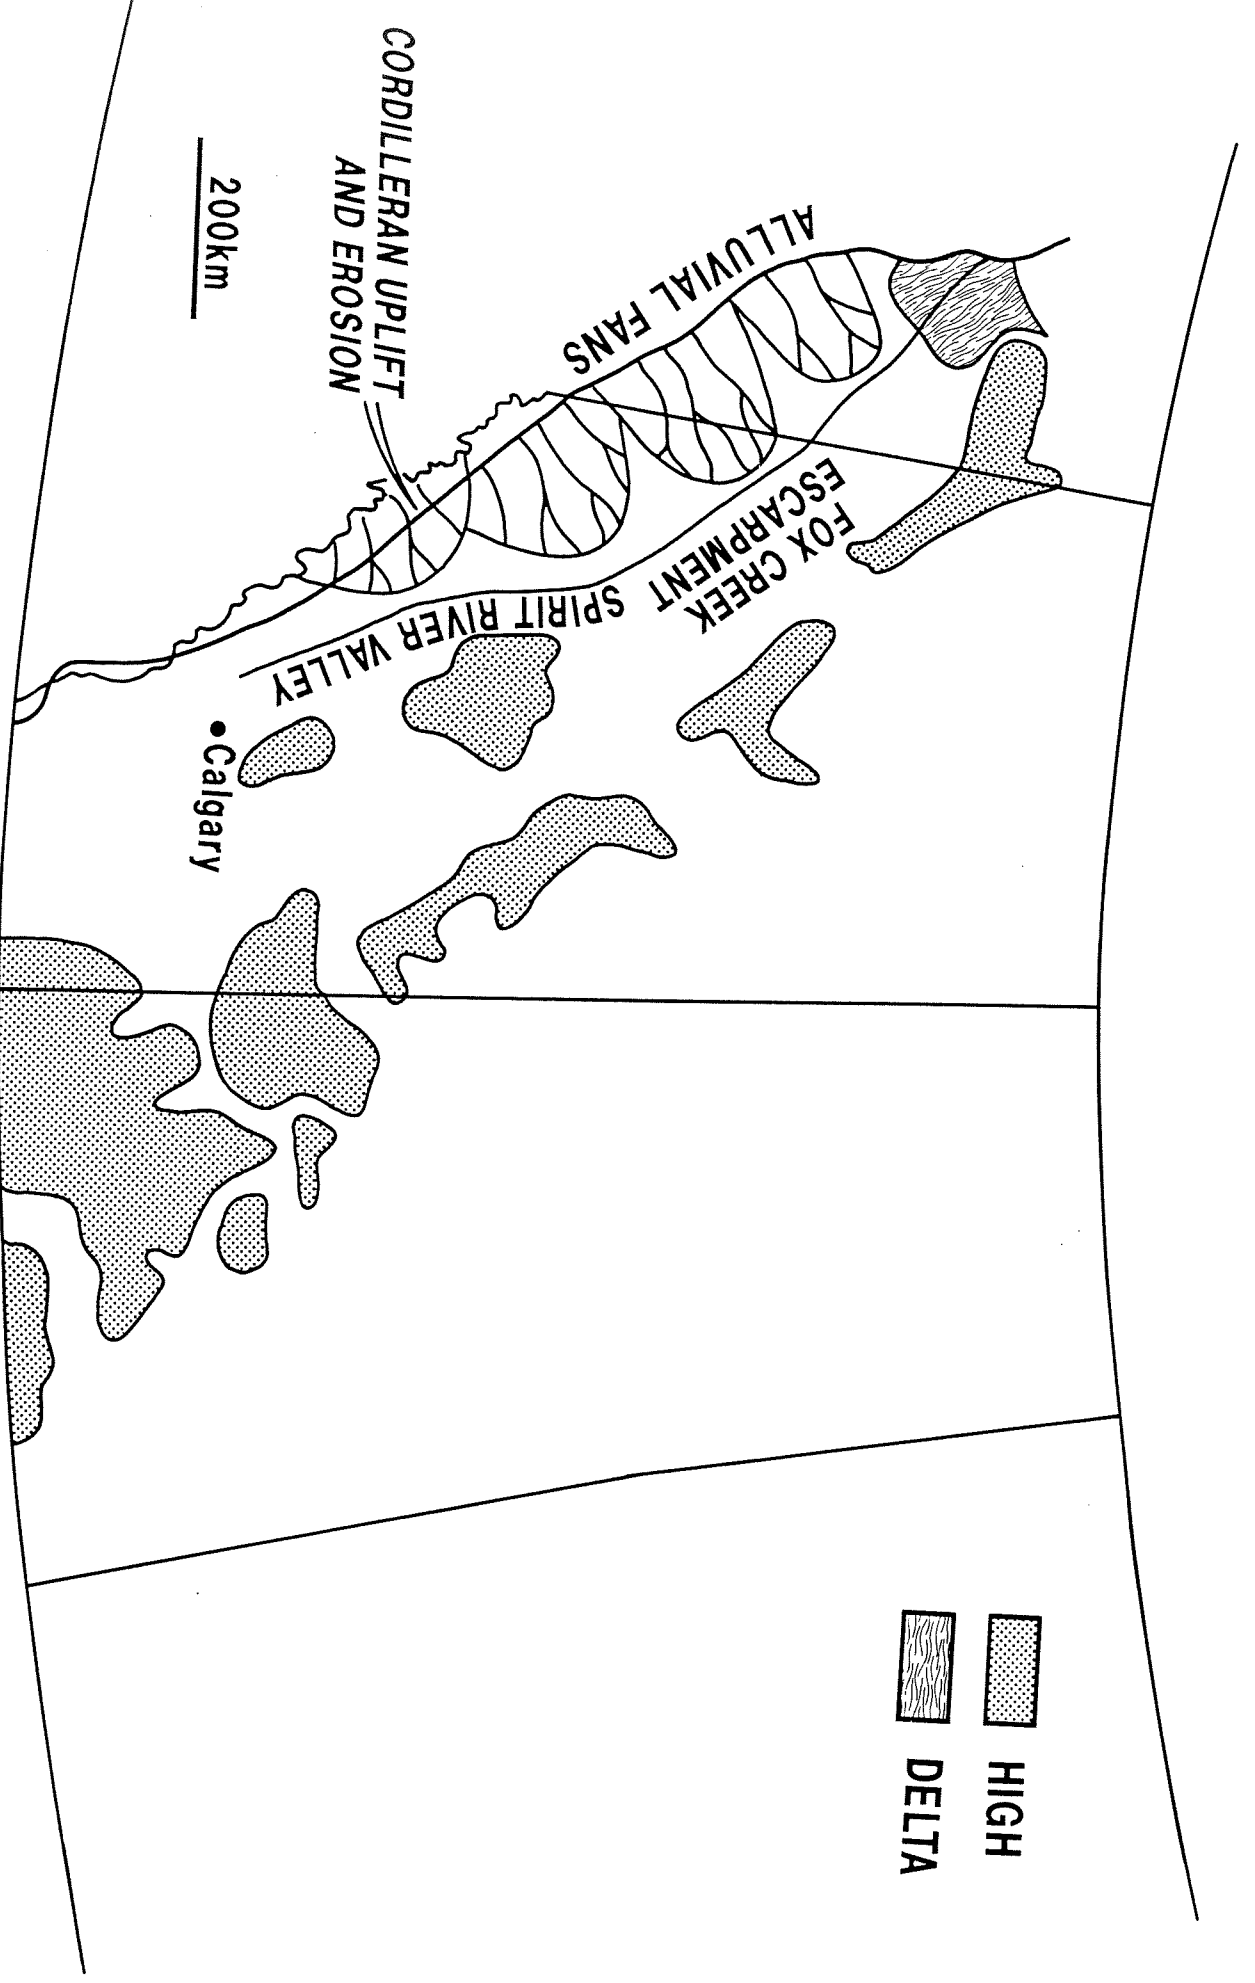 HIGH
DELTA
ALLUVIAL FANS
FOX CREEK
ESCARPMENT
SPIRIT RIVER VALLEY
CORDILLERAN UPLIFT
AND EROSION
200km
Calgary